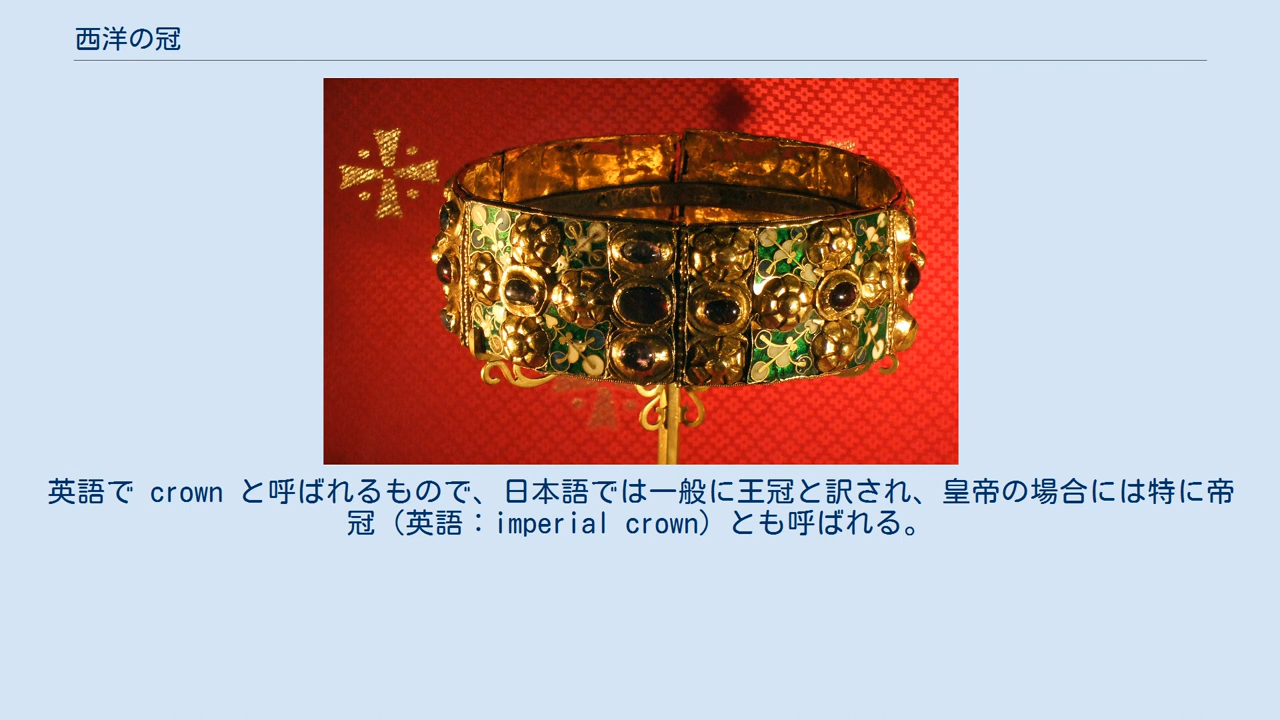 西洋の冠
英語で crown と呼ばれるもので、日本語では一般に王冠と訳され、皇帝の場合には特に帝
冠（英語：imperial crown）とも呼ばれる。